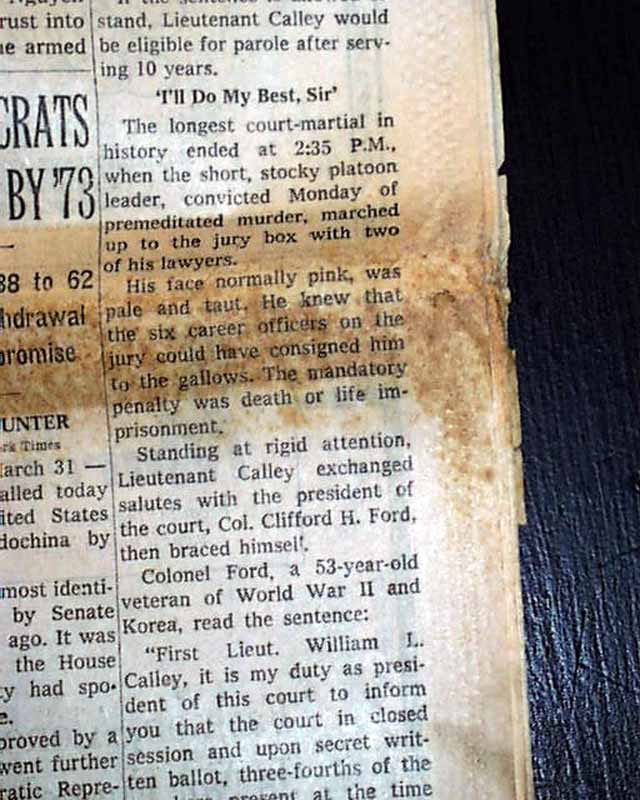 rust into
e armed
CRATS
BY '73
38 to 62
hdrawal
promise
UNTER
rk Times
March 31 —
alled today
ited States
dochina by
most identi-
by Senate
ago. It was
the House
y had spo-
e.
proved by a
went further
ratic Repre-
stand, Lieutenant Calley would
be eligible for parole after serv-
ing 10 years.
'I'll Do My Best, Sir'
The longest court-martial in
history ended at 2:35 P.M.,
when the short, stocky platoon
leader, convicted Monday of
premeditated murder, marched
up to the jury box with two
of his lawyers.
His face normally pink, was
pale and taut. He knew that
the six career officers on the
jury could have consigned him
to the gallows. The mandatory
penalty was death or life im-
prisonment.
Standing at rigid attention,
Lieutenant Calley exchanged
salutes with the president of
the court, Col. Clifford H. Ford,
then braced himself.
Colonel Ford, a 53-year-old
veteran of World War II and
Korea, read the sentence:
"First Lieut. William L.
Calley, it is my duty as presi-
dent of this court to inform
you that the court in closed
session and upon secret writ-
ten ballot, three-fourths of the
present at the time